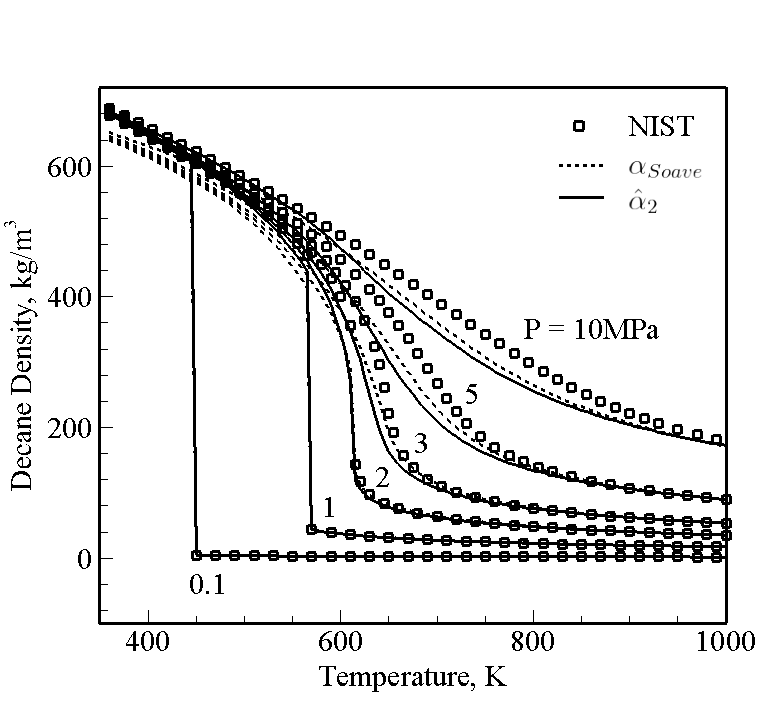 NIST
α_Soave
α̂₂
600
400
200
0
Decane Density, kg/m³
P = 10MPa
5
3
2
1
0.1
400
600
800
1000
Temperature, K